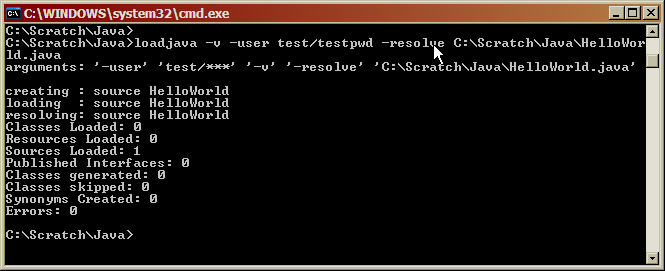 C:\WINDOWS\system32\cmd.exe
C:\Scratch\Java>
C:\Scratch\Java>loadjava -v -user test/testpwd -resolve C:\Scratch\Java\HelloWor
ld.java
arguments: '-user' 'test/***' '-v' '-resolve' 'C:\Scratch\Java\HelloWorld.java'
creating : source HelloWorld
loading  : source HelloWorld
resolving: source HelloWorld
Classes Loaded: 0
Resources Loaded: 0
Sources Loaded: 1
Published Interfaces: 0
Classes generated: 0
Classes skipped: 0
Synonyms Created: 0
Errors: 0
C:\Scratch\Java>